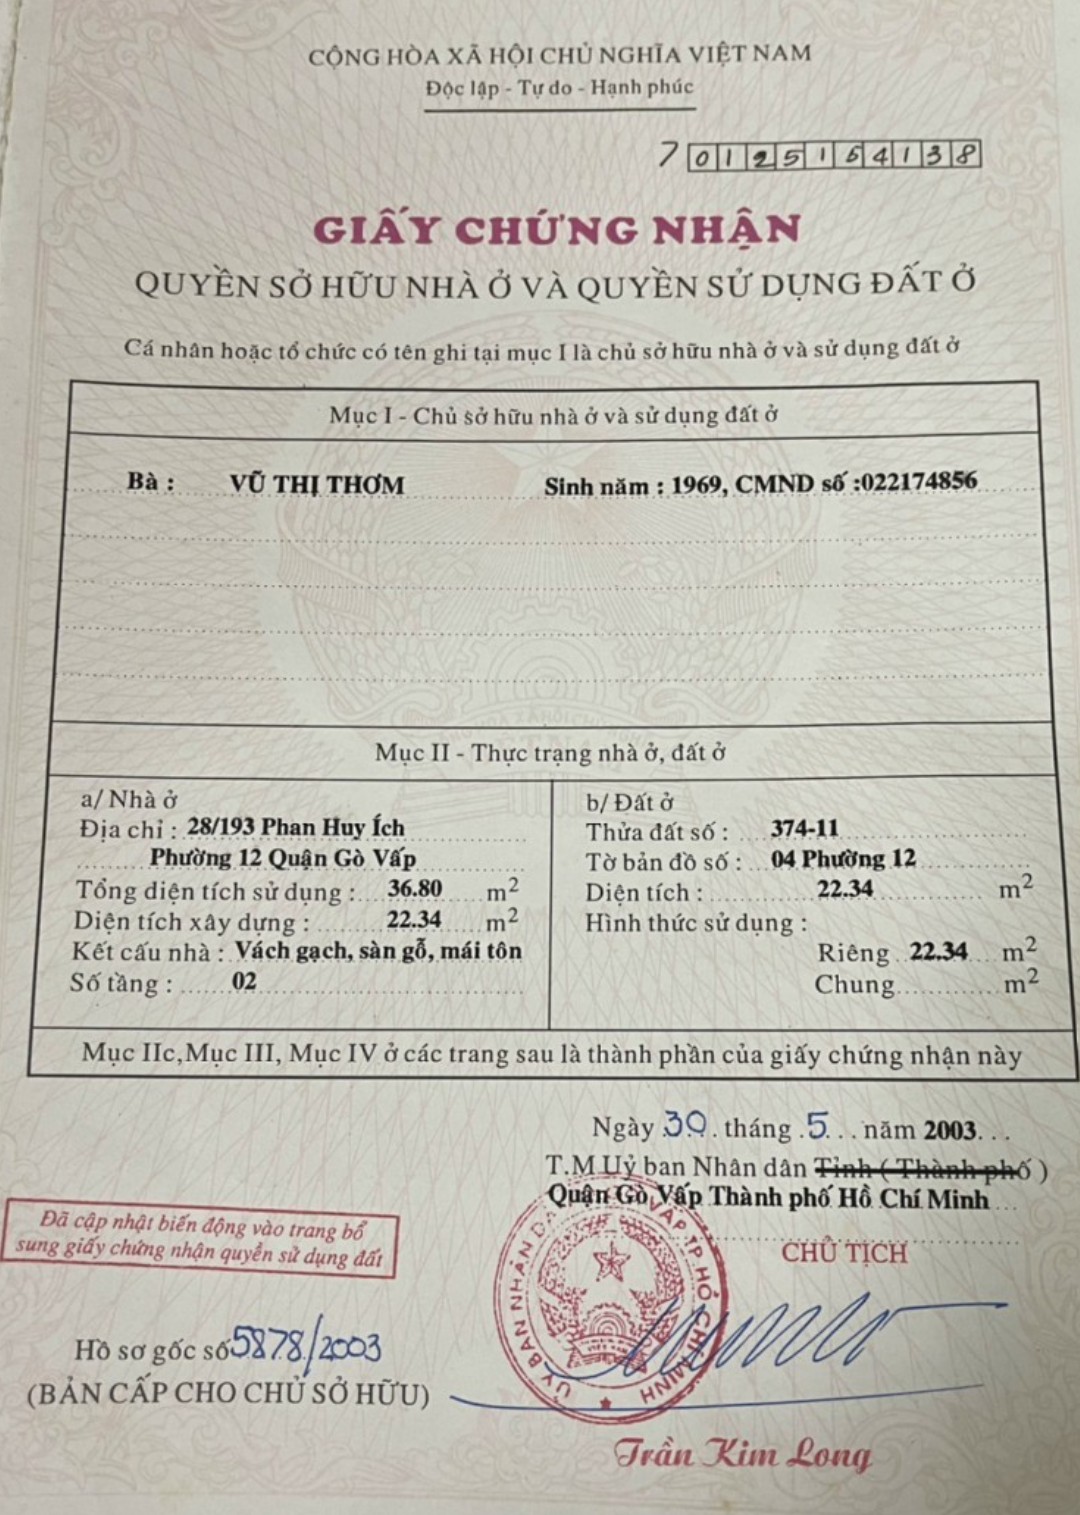 CỘNG HÒA XÃ HỘI CHỦ NGHĨA VIỆT NAM
Độc lập - Tự do - Hạnh phúc
7 0125154138
GIẤY CHỨNG NHẬN
QUYỀN SỞ HỮU NHÀ Ở VÀ QUYỀN SỬ DỤNG ĐẤT Ở
Cá nhân hoặc tổ chức có tên ghi tại mục I là chủ sở hữu nhà ở và sử dụng đất ở
Mục I - Chủ sở hữu nhà ở và sử dụng đất ở
Bà : VŨ THỊ THƠM Sinh năm : 1969, CMND số :022174856
Mục II - Thực trạng nhà ở, đất ở
a/ Nhà ở
Địa chỉ : 28/193 Phan Huy Ích
Phường 12 Quận Gò Vấp
Tổng diện tích sử dụng : 36.80 m2
Diện tích xây dựng : 22.34 m2
Kết cấu nhà : Vách gạch, sàn gỗ, mái tôn
Số tầng : 02
b/ Đất ở
Thửa đất số : 374-11
Tờ bản đồ số : 04 Phường 12
Diện tích : 22.34 m2
Hình thức sử dụng :
Riêng 22.34 m2
Chung m2
Mục IIc,Mục III, Mục IV ở các trang sau là thành phần của giấy chứng nhận này
Ngày 30 tháng 5 năm 2003
T.M Uỷ ban Nhân dân Tỉnh ( Thành phố )
Quận Gò Vấp Thành phố Hồ Chí Minh
CHỦ TỊCH
Đã cập nhật biến động vào trang bổ
sung giấy chứng nhận quyền sử dụng đất
Hồ sơ gốc số 5878/2003
(BẢN CẤP CHO CHỦ SỞ HỮU)
ỦY BAN NHÂN DÂN VẤP TP HỒ CHÍ MINH
Trần Kim Long